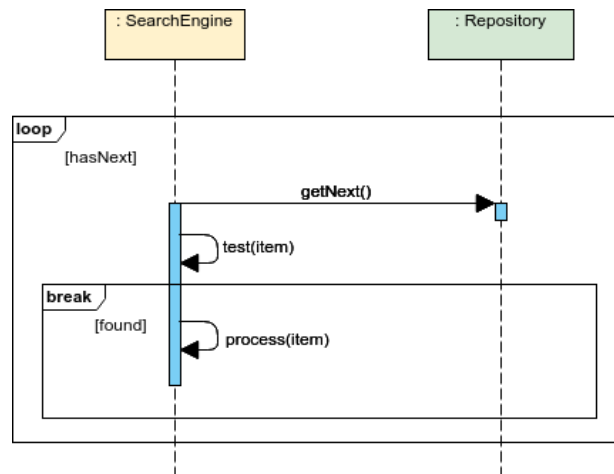 : SearchEngine
: Repository
loop
[hasNext]
getNext()
test(item)
break
[found]
process(item)